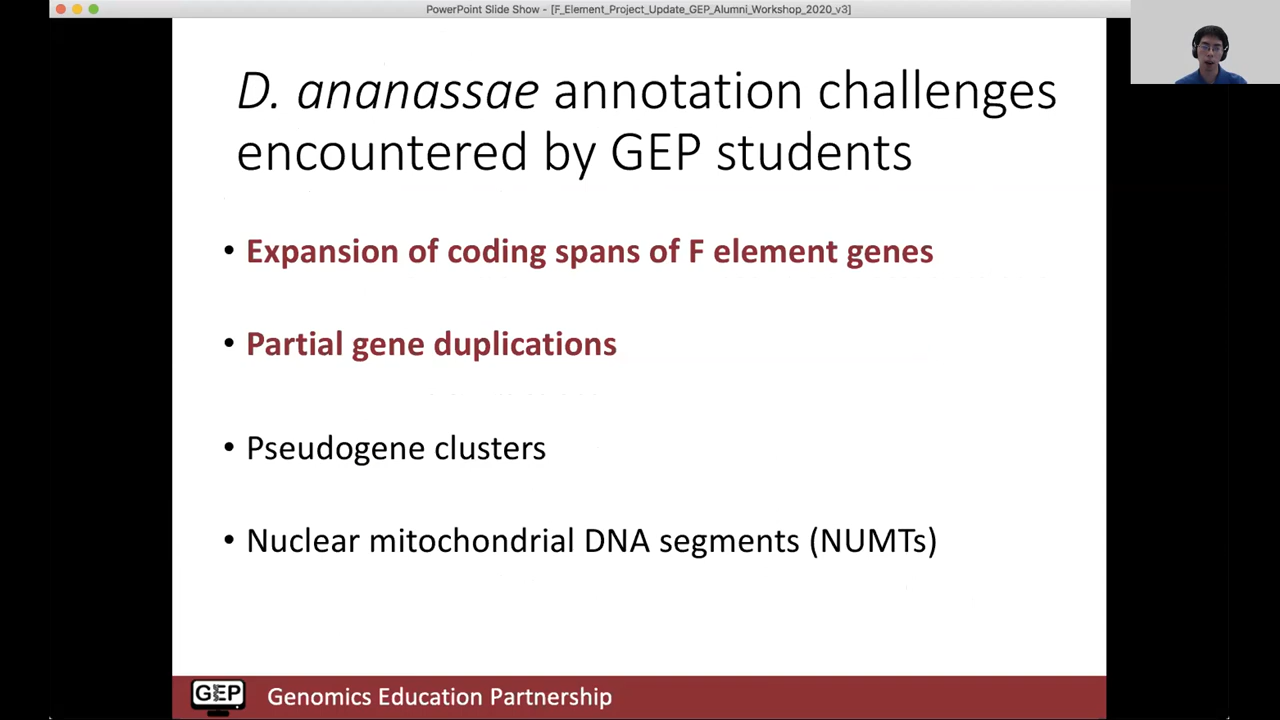 PowerPoint Slide Show - [F_Element_Project_Update_GEP_Alumni_Workshop_2020_v3]
D. ananassae annotation challenges
encountered by GEP students
• Expansion of coding spans of F element genes
• Partial gene duplications
• Pseudogene clusters
• Nuclear mitochondrial DNA segments (NUMTs)
GEP Genomics Education Partnership